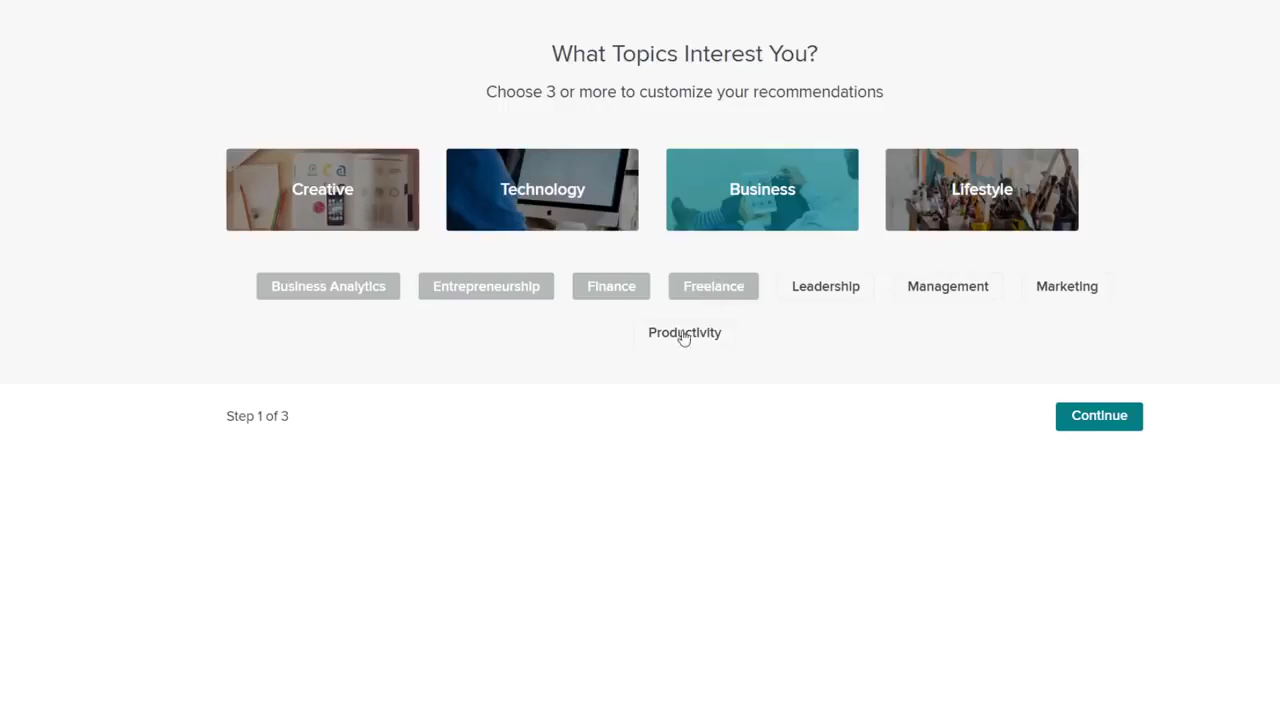 What Topics Interest You?
Choose 3 or more to customize your recommendations
Creative Technology Business Lifestyle
Business Analytics Entrepreneurship Finance Freelance Leadership Management Marketing
Productivity
Step 1 of 3 Continue